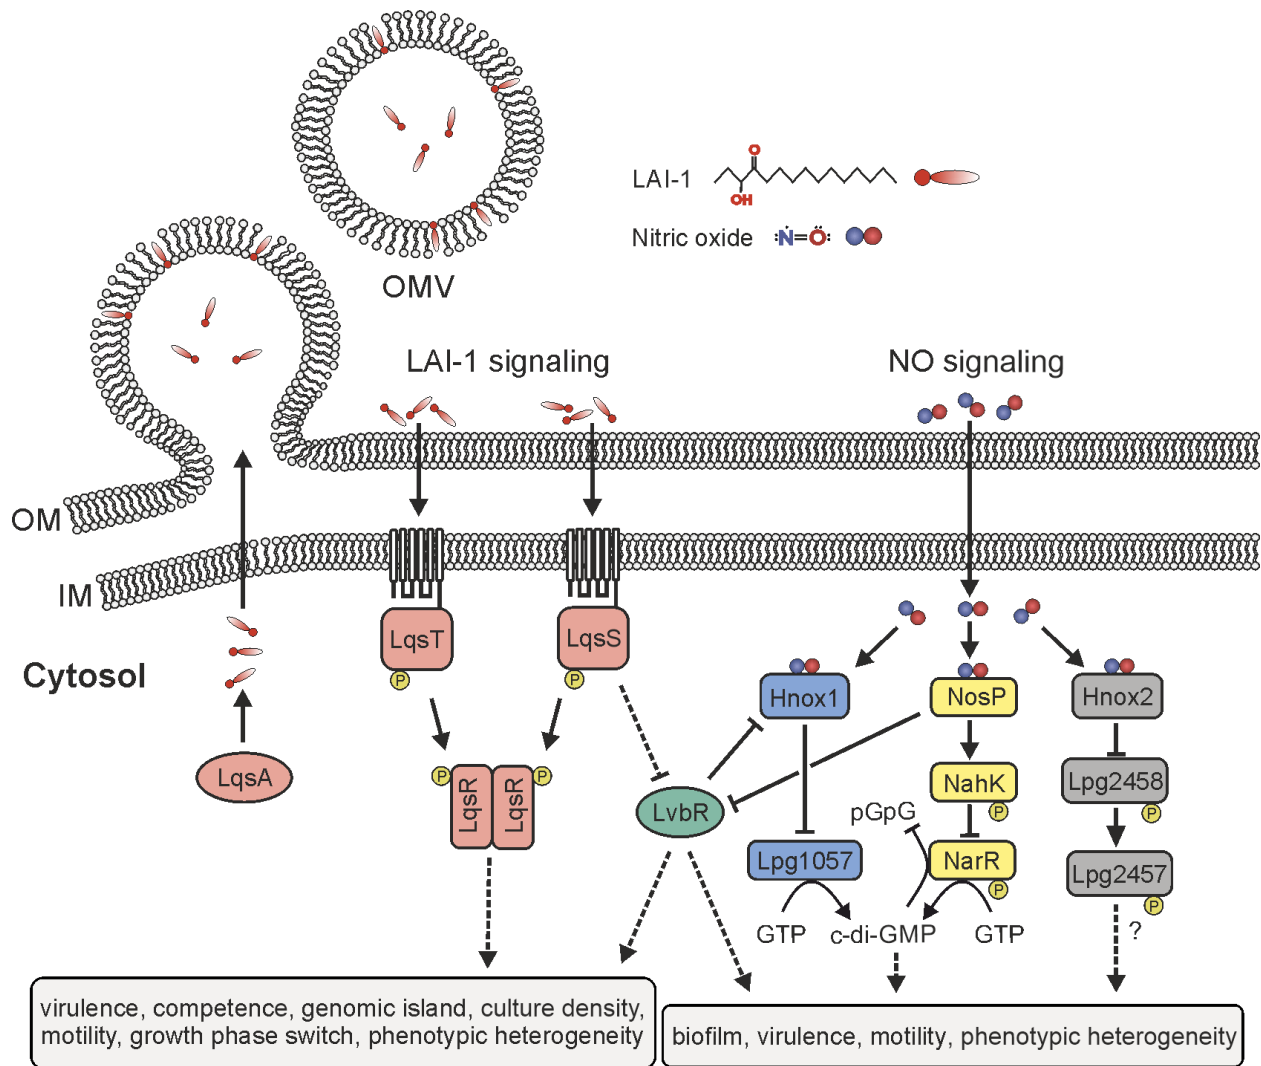 LAI-1
O
OH
Nitric oxide
:Ṅ=Ö:
OMV
LAI-1 signaling
NO signaling
OM
IM
Cytosol
LqsT
LqsS
P
P
Hnox1
NosP
Hnox2
LqsA
P
P
LqsR
LqsR
LvbR
NahK
P
Lpg2458
P
pGpG
Lpg1057
NarR
P
Lpg2457
P
GTP
c-di-GMP
GTP
?
virulence, competence, genomic island, culture density,
motility, growth phase switch, phenotypic heterogeneity
biofilm, virulence, motility, phenotypic heterogeneity